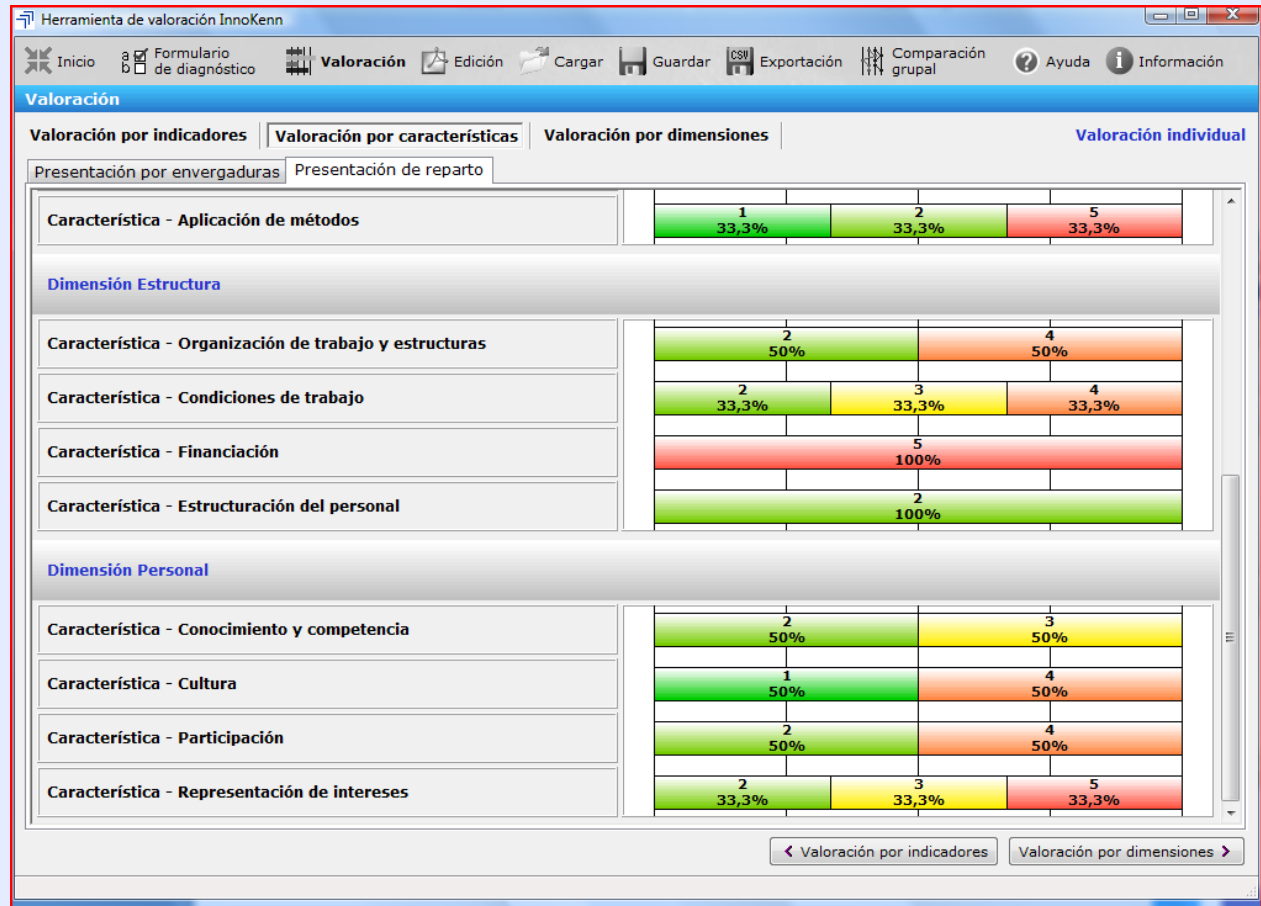 Herramienta de valoración InnoKenn
Inicio
Formulario
de diagnóstico
a
b
Valoración
Edición
Cargar
Guardar
CSV
Exportación
Comparación
grupal
Ayuda
Información
Valoración
Valoración por indicadores
Valoración por características
Valoración por dimensiones
Valoración individual
Presentación por envergaduras
Presentación de reparto
Característica - Aplicación de métodos
1 2 5
33,3% 33,3% 33,3%
Dimensión Estructura
Característica - Organización de trabajo y estructuras
2 4
50% 50%
Característica - Condiciones de trabajo
2 3 4
33,3% 33,3% 33,3%
Característica - Financiación
5
100%
Característica - Estructuración del personal
2
100%
Dimensión Personal
Característica - Conocimiento y competencia
2 3
50% 50%
Característica - Cultura
1 4
50% 50%
Característica - Participación
2 4
50% 50%
Característica - Representación de intereses
2 3 5
33,3% 33,3% 33,3%
Valoración por indicadores
Valoración por dimensiones